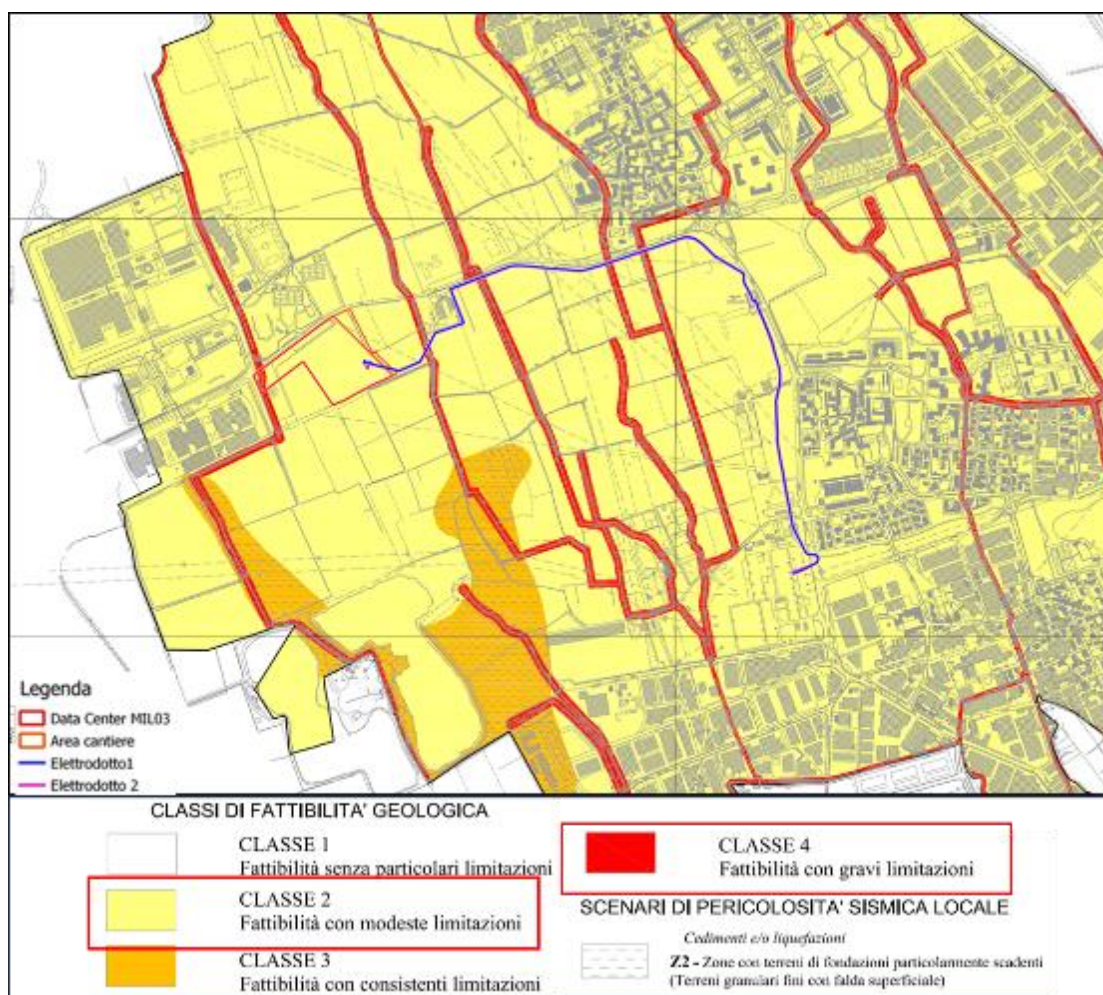 Legenda
Data Center MIL03
Area cantiere
Elettrodotto1
Elettrodotto 2
CLASSI DI FATTIBILITA' GEOLOGICA
CLASSE 1
Fattibilità senza particolari limitazioni
CLASSE 2
Fattibilità con modeste limitazioni
CLASSE 3
Fattibilità con consistenti limitazioni
CLASSE 4
Fattibilità con gravi limitazioni
SCENARI DI PERICOLOSITA' SISMICA LOCALE
Cedimenti e/o liquefazioni
Z2 - Zone con terreni di fondazioni particolarmente scadenti
(Terreni granulari fini con falda superficiale)